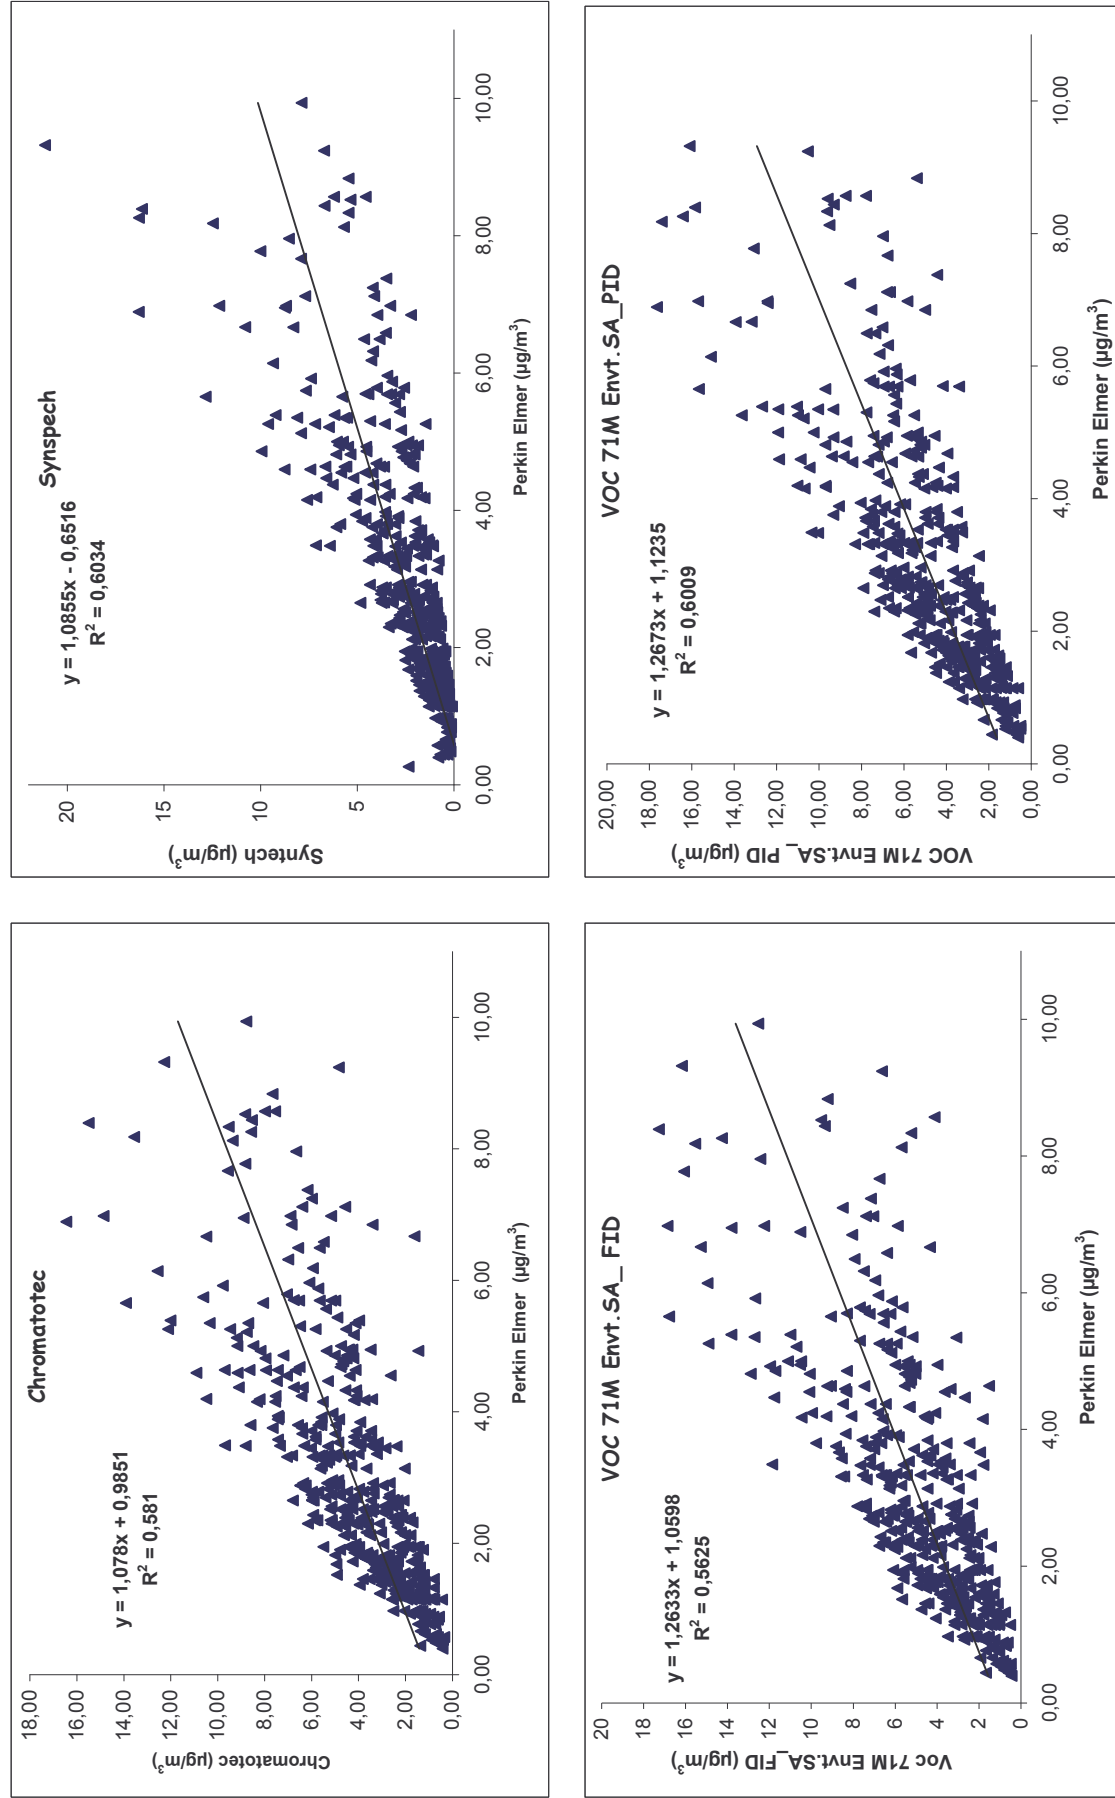 Chromatotec
y = 1,078x + 0,9851
R² = 0,581
18,00
16,00
14,00
12,00
10,00
8,00
6,00
4,00
2,00
0,00
Chromatotec (µg/m³)
0,00 2,00 4,00 6,00 8,00 10,00
Perkin Elmer (µg/m³)
Synspech
y = 1,0855x - 0,6516
R² = 0,6034
20
15
10
5
0
Syntech (µg/m³)
0,00 2,00 4,00 6,00 8,00 10,00
Perkin Elmer (µg/m³)
VOC 71M Envt.SA_ FID
y = 1,2633x + 1,0598
R² = 0,5625
20
18
16
14
12
10
8
6
4
2
0
Voc 71M Envt.SA_FID (µg/m³)
0,00 2,00 4,00 6,00 8,00 10,00
Perkin Elmer (µg/m³)
VOC 71M Envt.SA_PID
y = 1,2673x + 1,1235
R² = 0,6009
20,00
18,00
16,00
14,00
12,00
10,00
8,00
6,00
4,00
2,00
0,00
VOC 71M Envt.SA_ PID (µg/m³)
0,00 2,00 4,00 6,00 8,00 10,00
Perkin Elmer (µg/m³)